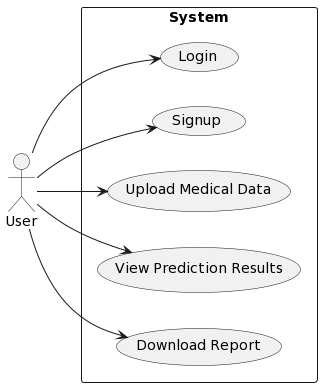 System
Login
Signup
Upload Medical Data
User
View Prediction Results
Download Report